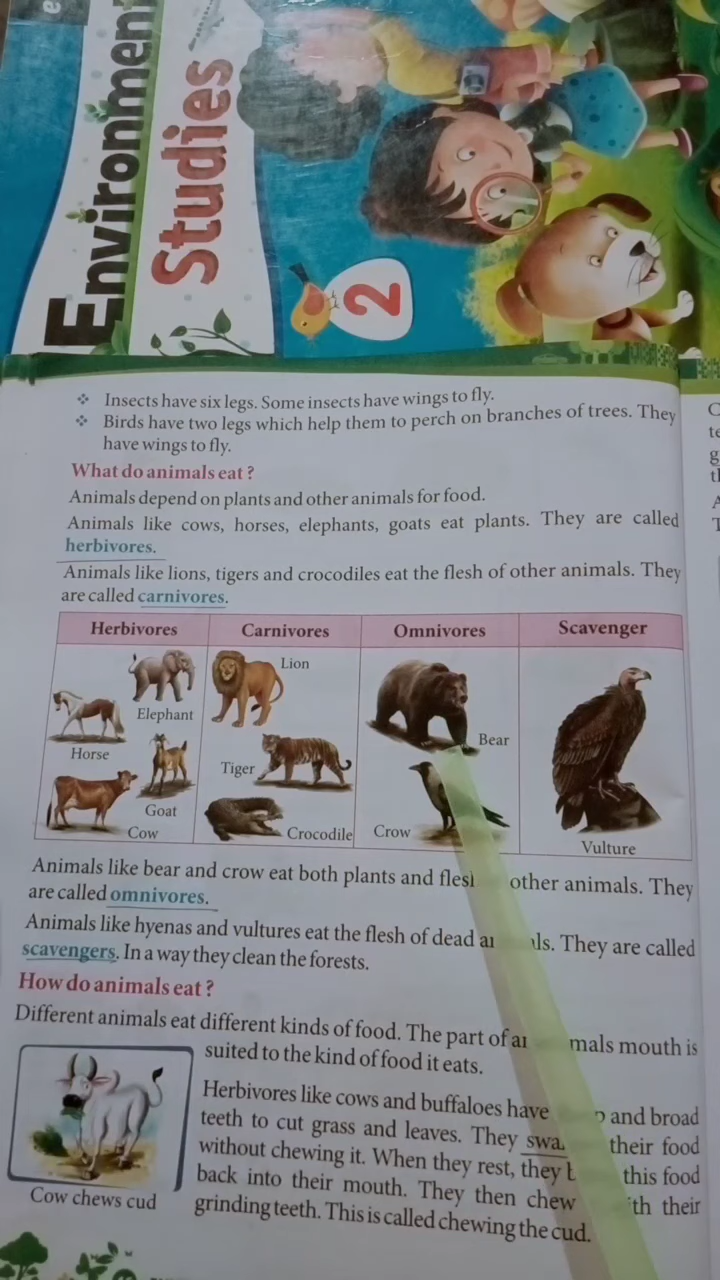 Environment
Studies
2
❖ Insects have six legs. Some insects have wings to fly.
❖ Birds have two legs which help them to perch on branches of trees. They
have wings to fly.
What do animals eat ?
Animals depend on plants and other animals for food.
Animals like cows, horses, elephants, goats eat plants. They are called
herbivores.
Animals like lions, tigers and crocodiles eat the flesh of other animals. They
are called carnivores.
Herbivores Carnivores Omnivores Scavenger
Elephant
Horse
Goat
Cow
Lion
Tiger
Crocodile
Bear
Crow
Vulture
Animals like bear and crow eat both plants and other animals. They
are called omnivores.
Animals like hyenas and vultures eat the flesh of dead They are called
scavengers. In a way they clean the forests.
How do animals eat ?
Different animals eat different kinds of food. The part of mouth is
suited to the kind of food it eats.
Herbivores like cows and buffaloes have and broad
teeth to cut grass and leaves. They their food
without chewing it. When they rest, they this food
back into their mouth. They then chew their
grinding teeth. This is called chewing the cud.
Cow chews cud